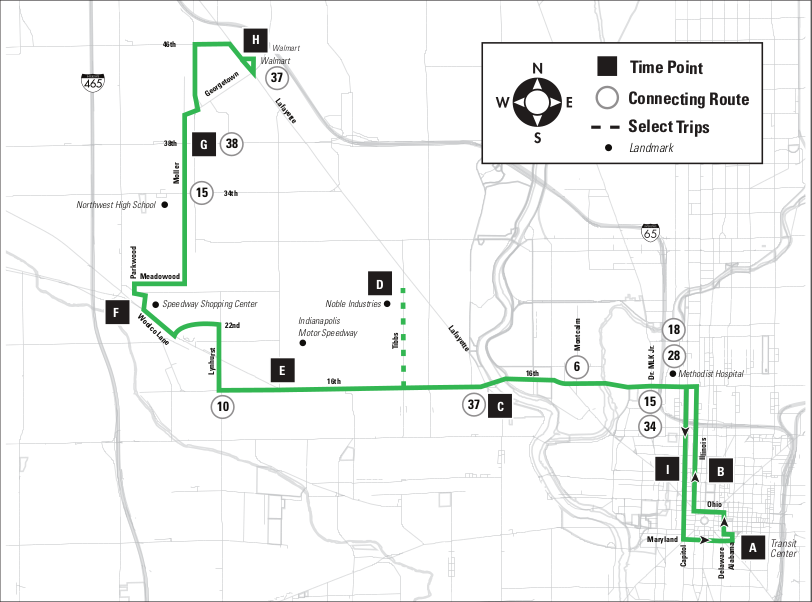 46th
H
Walmart
Walmart
37
465
Georgetown
Lafayette
N
W
E
S
Time Point
Connecting Route
Select Trips
Landmark
38th
G
38
Moller
15
34th
Northwest High School
65
Parkwood
Meadowood
F
Speedway Shopping Center
Wedco Lane
22nd
Lynhurst
10
D
Noble Industries
Indianapolis
Motor Speedway
E
Tibbs
16th
Lafayette
37
C
16th
Montcalm
6
18
28
Dr. MLK Jr.
Methodist Hospital
15
34
I
B
Illinois
Ohio
Maryland
Capitol
Delaware
Alabama
A
Transit
Center